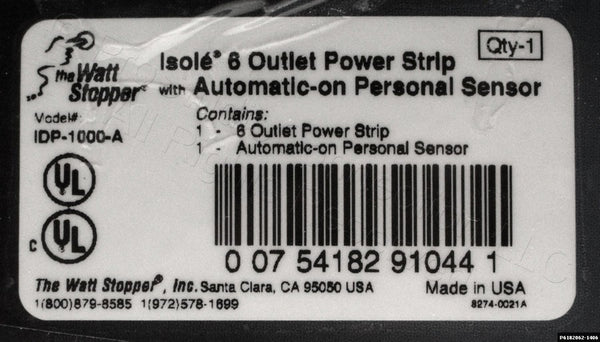 the Watt Stopper®
Isolé® 6 Outlet Power Strip
with Automatic-on Personal Sensor
Qty-1
Model#:
IDP-1000-A
Contains:
1 - 6 Outlet Power Strip
1 - Automatic-on Personal Sensor
UL
C UL
0 07 54182 91044 1
The Watt Stopper®, Inc. Santa Clara, CA 95050 USA
Made in USA
1(800)879-8585 1(972)578-1699
8274-0021A
P6182062-1406